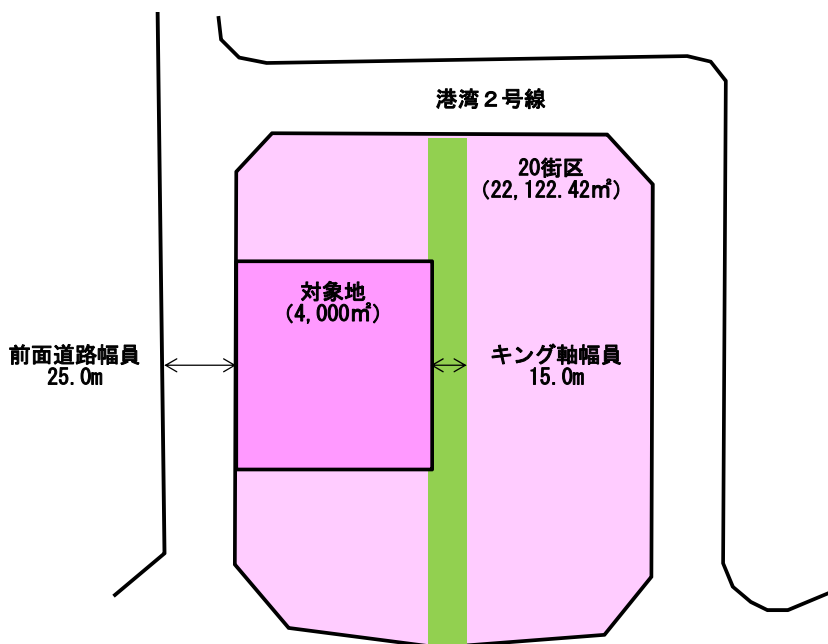 港湾２号線
20街区
(22,122.42㎡)
対象地
(4,000㎡)
前面道路幅員
25.0m
キング軸幅員
15.0m